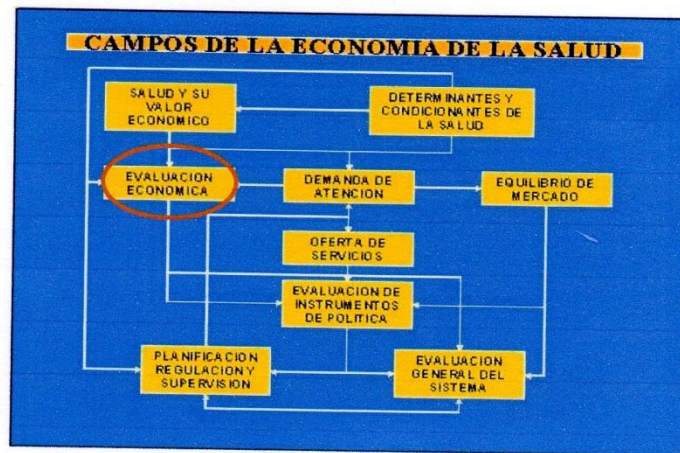 CAMPOS DE LA ECONOMIA DE LA SALUD
SALUD Y SU
VALOR
ECONOMICO
DETERMINANTES Y
CONDICIONANTES DE
LA SALUD
EVALUACION
ECONOMICA
DEMANDA DE
ATENCION
EQUILIBRIO DE
MERCADO
OFERTA DE
SERVICIOS
EVALUACION DE
INSTRUMENTOS
DE POLITICA
PLANIFICACION
REGULACION Y
SUPERVISION
EVALUACION
GENERAL DEL
SISTEMA